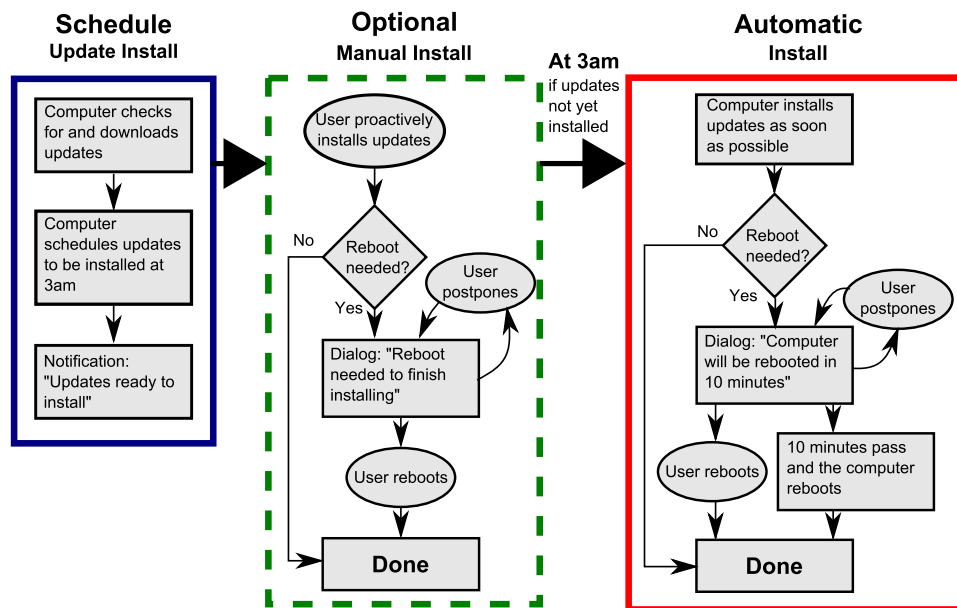 Schedule
Update Install
Computer checks
for and downloads
updates
Computer
schedules updates
to be installed at
3am
Notification:
"Updates ready to
install"
Optional
Manual Install
User proactively
installs updates
Reboot
needed?
No
Yes
User
postpones
Dialog: "Reboot
needed to finish
installing"
User reboots
Done
At 3am
if updates
not yet
installed
Automatic
Install
Computer installs
updates as soon
as possible
Reboot
needed?
No
Yes
User
postpones
Dialog: "Computer
will be rebooted in
10 minutes"
User reboots
10 minutes pass
and the computer
reboots
Done